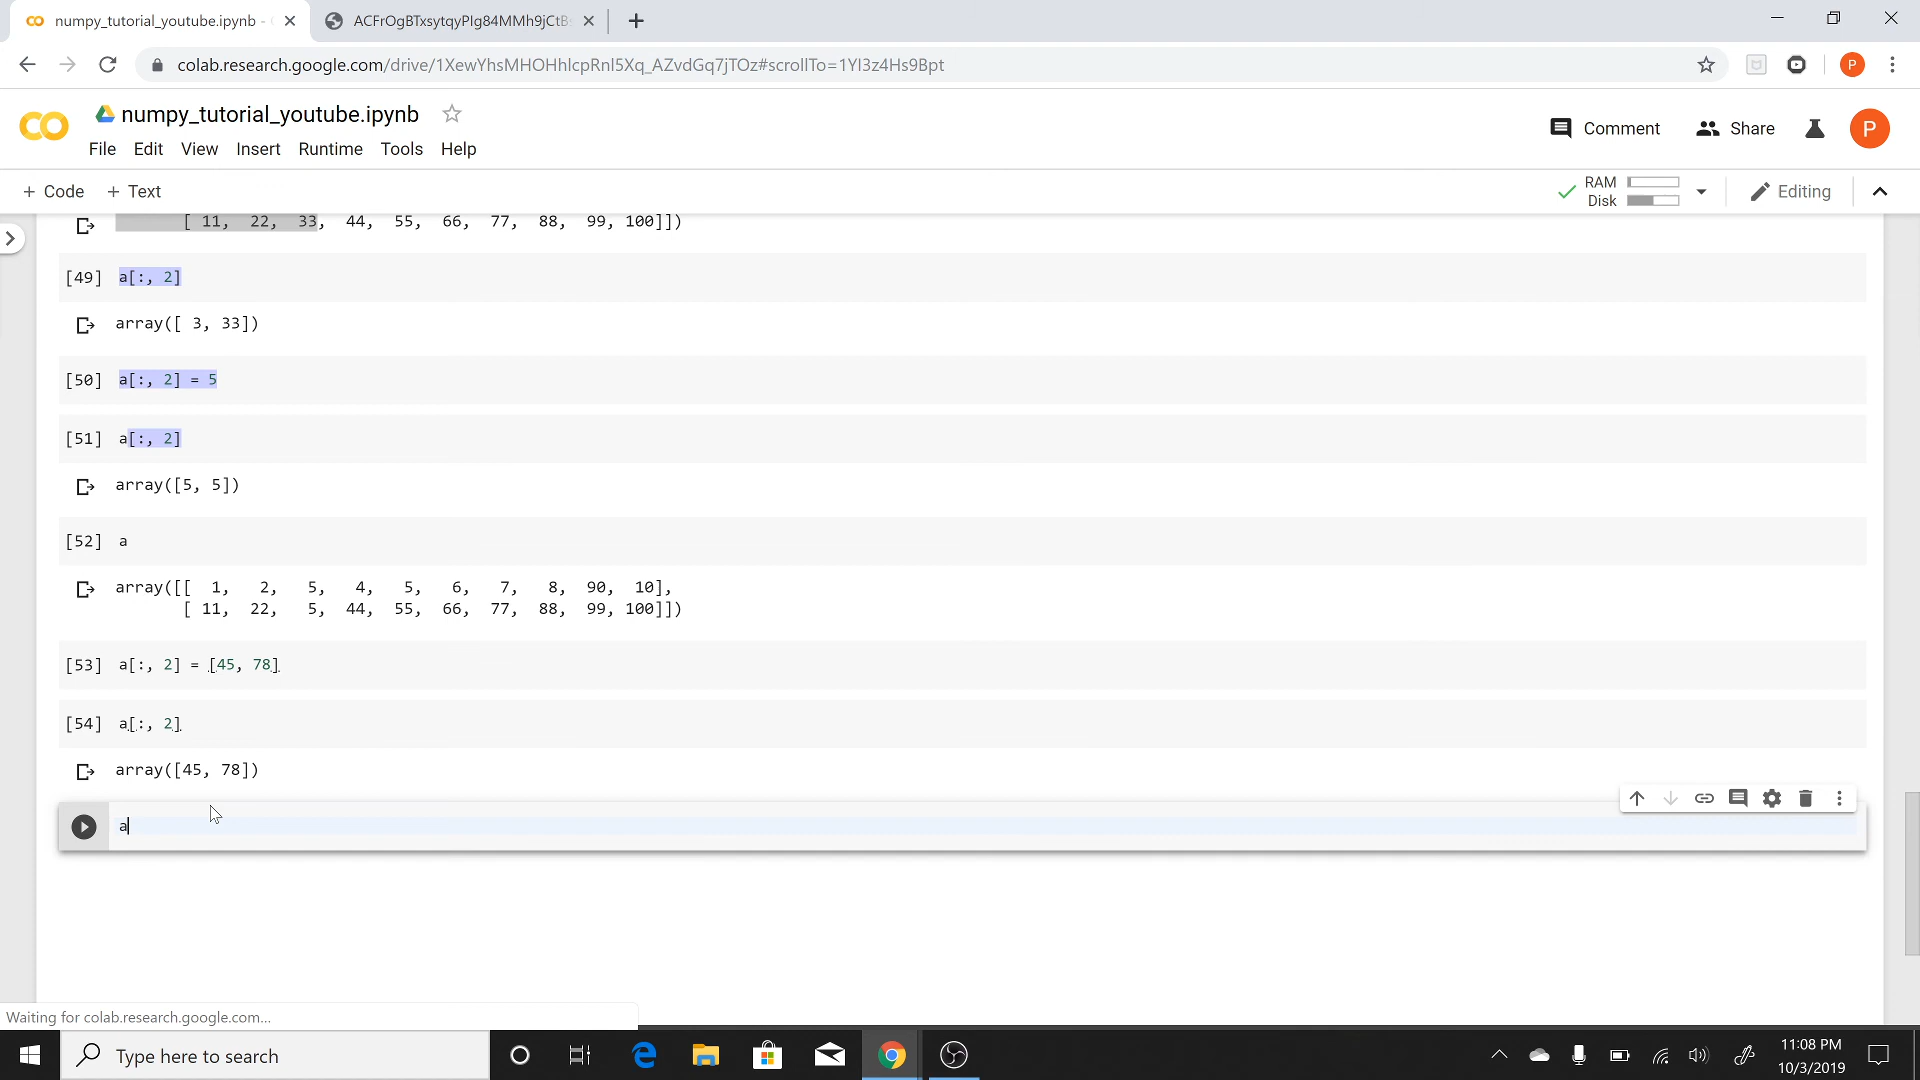 numpy_tutorial_youtube.ipynb -
colab.research.google.com/drive/1XewYhsMHOHhlcpRnI5Xq_AZvdGq7jTOz#scrollTo=1YI3z4Hs9Bpt
P
CO
numpy_tutorial_youtube.ipynb
Comment
Share
P
File Edit View Insert Runtime Tools Help
+ Code + Text
RAM
Disk
Editing
[ 11, 22, 33, 44, 55, 66, 77, 88, 99, 100]])
[49] a[:, 2]
array([ 3, 33])
[50] a[:, 2] = 5
[51] a[:, 2]
array([5, 5])
[52] a
array([[ 1, 2, 5, 4, 5, 6, 7, 8, 90, 10],
[ 11, 22, 5, 44, 55, 66, 77, 88, 99, 100]])
[53] a[:, 2] = [45, 78]
[54] a[:, 2]
array([45, 78])
a
Waiting for colab.research.google.com...
Type here to search
11:08 PM
10/3/2019